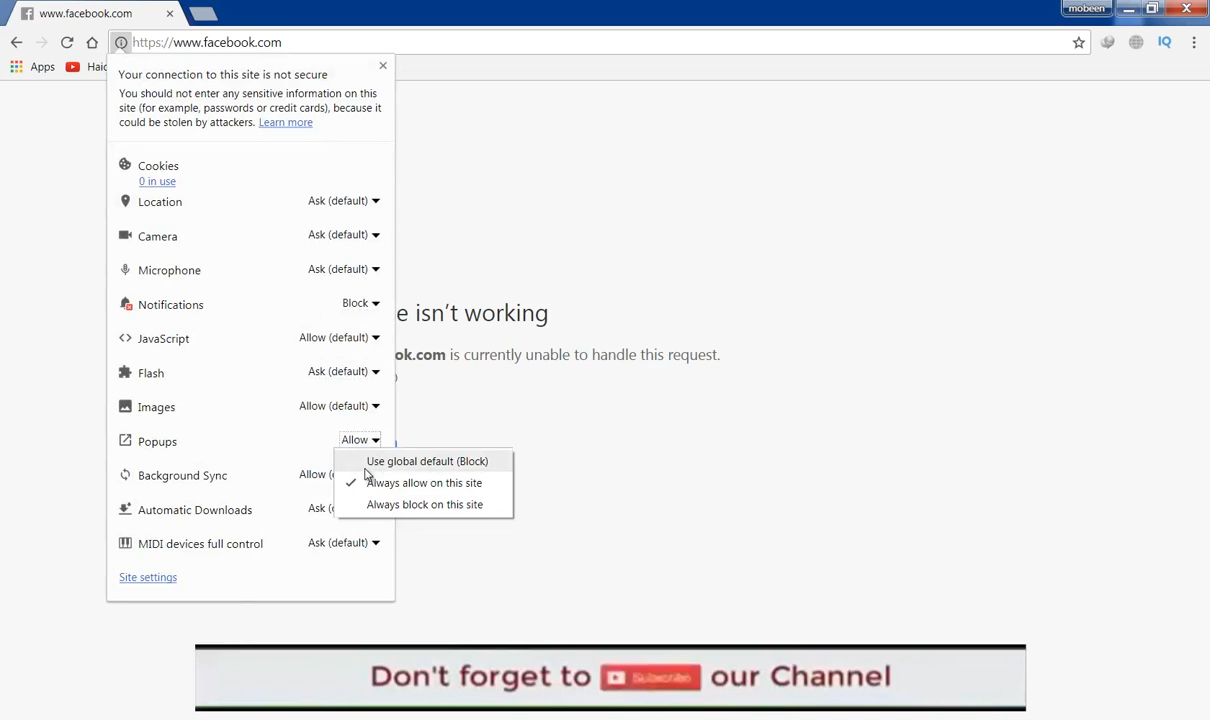 www.facebook.com
mobeen
https://www.facebook.com
IQ
Apps
Haid
Your connection to this site is not secure
You should not enter any sensitive information on this
site (for example, passwords or credit cards), because it
could be stolen by attackers. Learn more
Cookies
0 in use
Location Ask (default)
Camera Ask (default)
Microphone Ask (default)
Notifications Block
e isn't working
JavaScript Allow (default)
ok.com is currently unable to handle this request.
Flash Ask (default)
Images Allow (default)
Popups Allow
Use global default (Block)
Background Sync Allow (
Always allow on this site
Always block on this site
Automatic Downloads Ask (
MIDI devices full control Ask (default)
Site settings
Don't forget to Subscribe our Channel